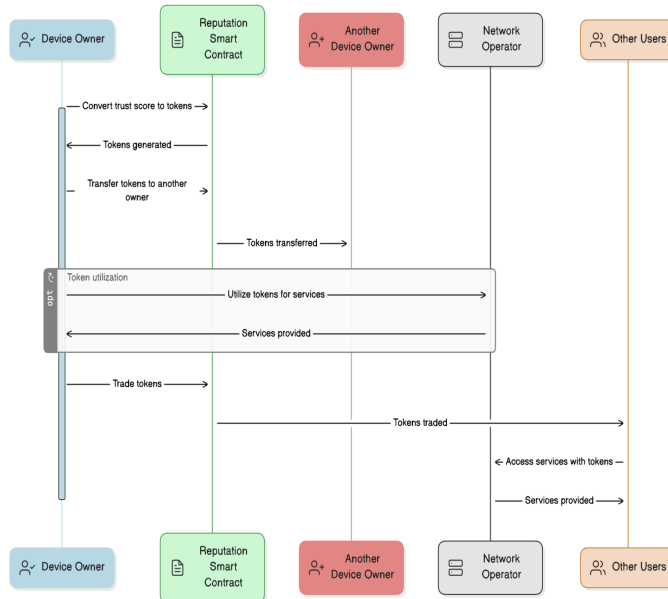 Device Owner
Reputation
Smart
Contract
Another
Device Owner
Network
Operator
Other Users
Convert trust score to tokens
Tokens generated
Transfer tokens to another
owner
Tokens transferred
opt
Token utilization
Utilize tokens for services
Services provided
Trade tokens
Tokens traded
Access services with tokens
Services provided
Device Owner
Reputation
Smart
Contract
Another
Device Owner
Network
Operator
Other Users